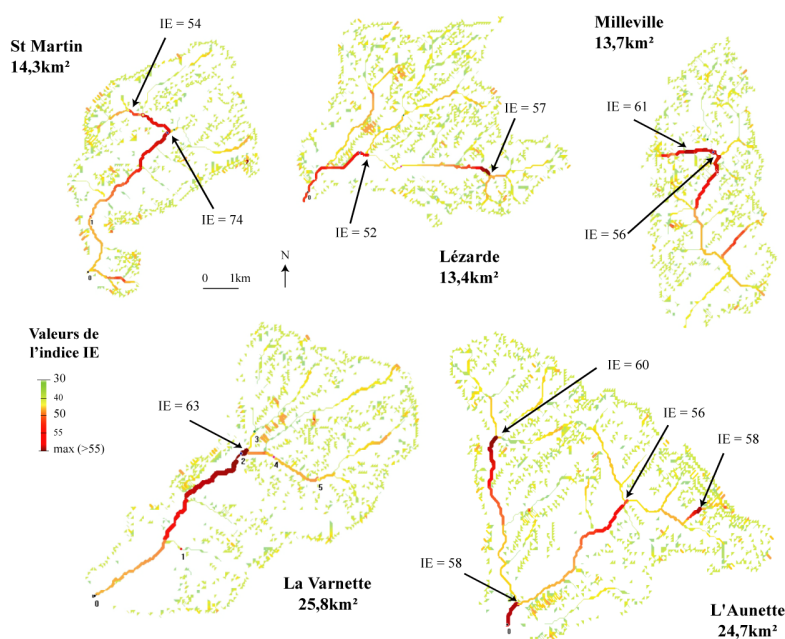 IE = 54
St Martin
14,3km²
IE = 74
1
0
IE = 57
IE = 52
0
Lézarde
13,4km²
Milleville
13,7km²
IE = 61
IE = 56
0 1km
N
Valeurs de
l'indice IE
30
40
50
55
max (>55)
IE = 63
3
2
4
5
1
0
La Varnette
25,8km²
IE = 60
IE = 56
IE = 58
IE = 58
0
L'Aunette
24,7km²